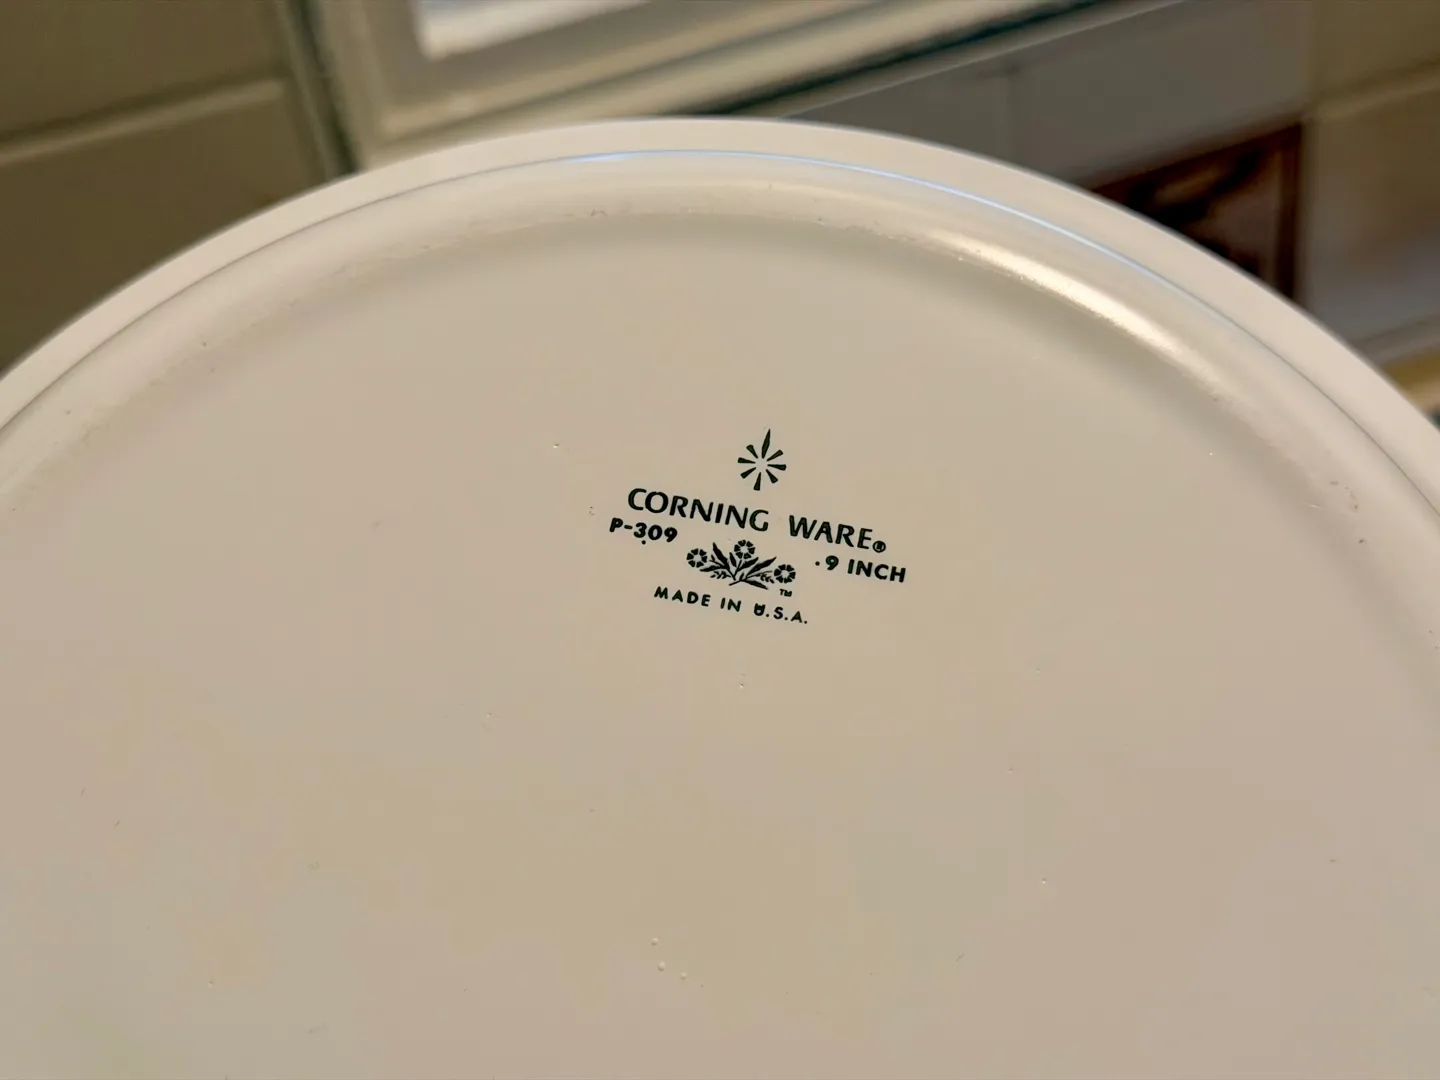 CORNING WARE®
P-309 9 INCH
TM
MADE IN U.S.A.